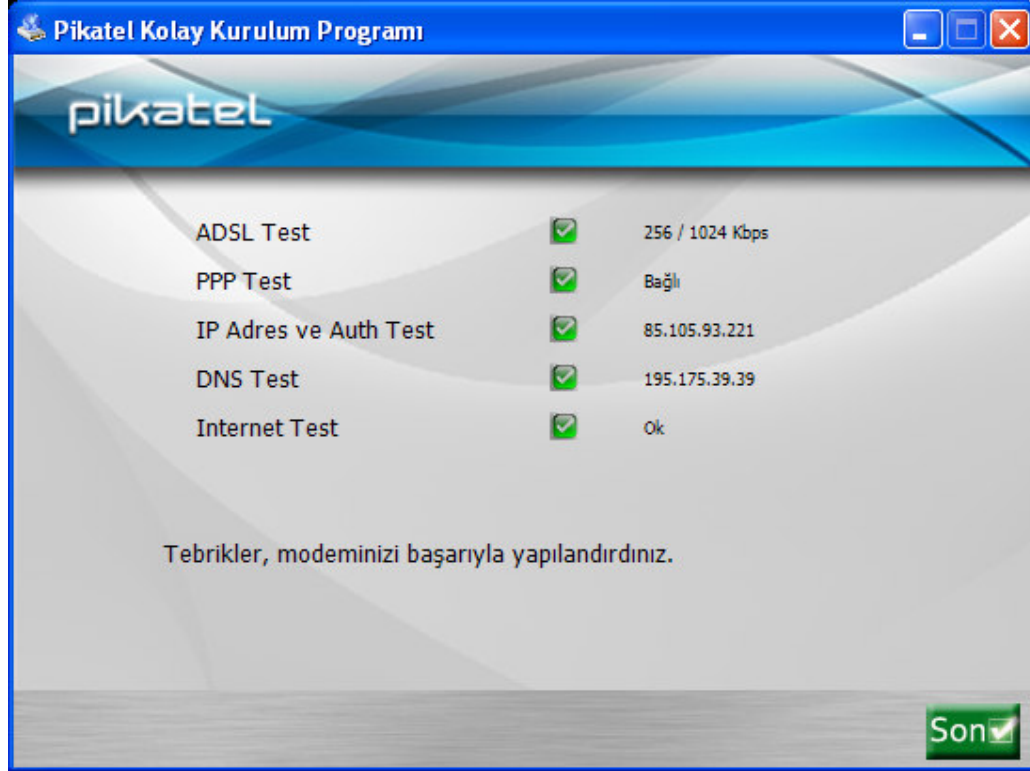 Pikatel Kolay Kurulum Programı
pikatel
ADSL Test 256 / 1024 Kbps
PPP Test Bağlı
IP Adres ve Auth Test 85.105.93.221
DNS Test 195.175.39.39
Internet Test Ok
Tebrikler, modeminizi başarıyla yapılandırdınız.
Son